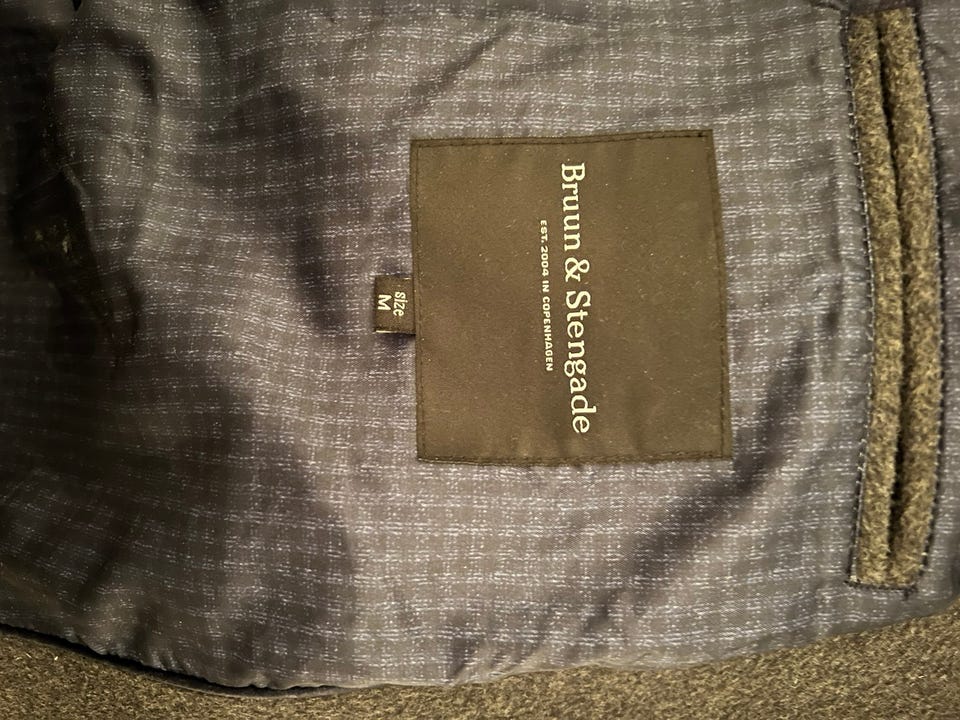 Bruun & Stengade
EST. 2004 IN COPENHAGEN
size
M